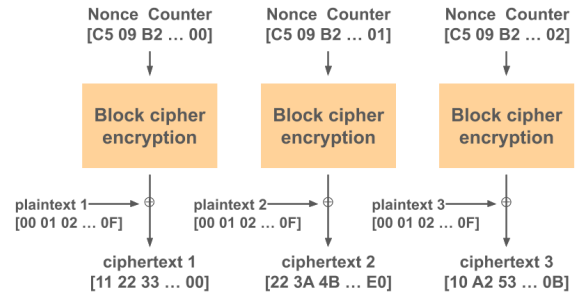 Nonce Counter
[C5 09 B2 ... 00]
Block cipher
encryption
plaintext 1
[00 01 02 ... 0F]
ciphertext 1
[11 22 33 ... 00]
Nonce Counter
[C5 09 B2 ... 01]
Block cipher
encryption
plaintext 2
[00 01 02 ... 0F]
ciphertext 2
[22 3A 4B ... E0]
Nonce Counter
[C5 09 B2 ... 02]
Block cipher
encryption
plaintext 3
[00 01 02 ... 0F]
ciphertext 3
[10 A2 53 ... 0B]